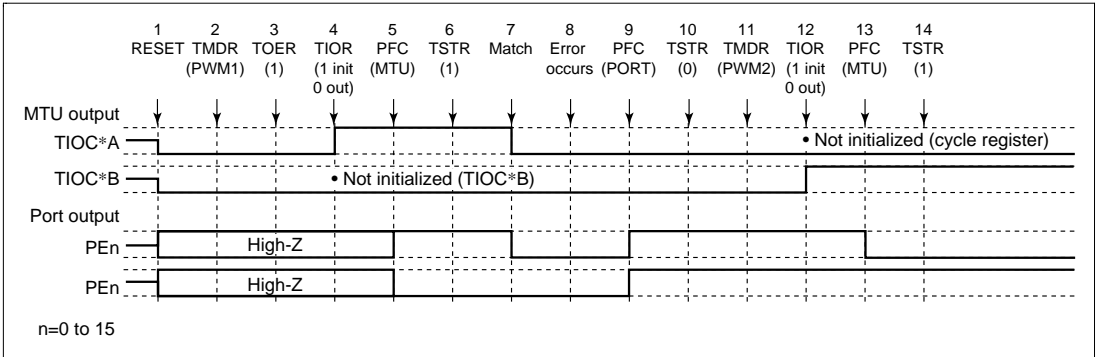 1 2 3 4 5 6 7 8 9 10 11 12 13 14
RESET TMDR TOER TIOR PFC TSTR Match Error PFC TSTR TMDR TIOR PFC TSTR
(PWM1) (1) (1 init (MTU) (1) occurs (PORT) (0) (PWM2) (1 init (MTU) (1)
0 out) 0 out)
MTU output
TIOC*A • Not initialized (cycle register)
TIOC*B • Not initialized (TIOC*B)
Port output
PEn High-Z
PEn High-Z
n=0 to 15